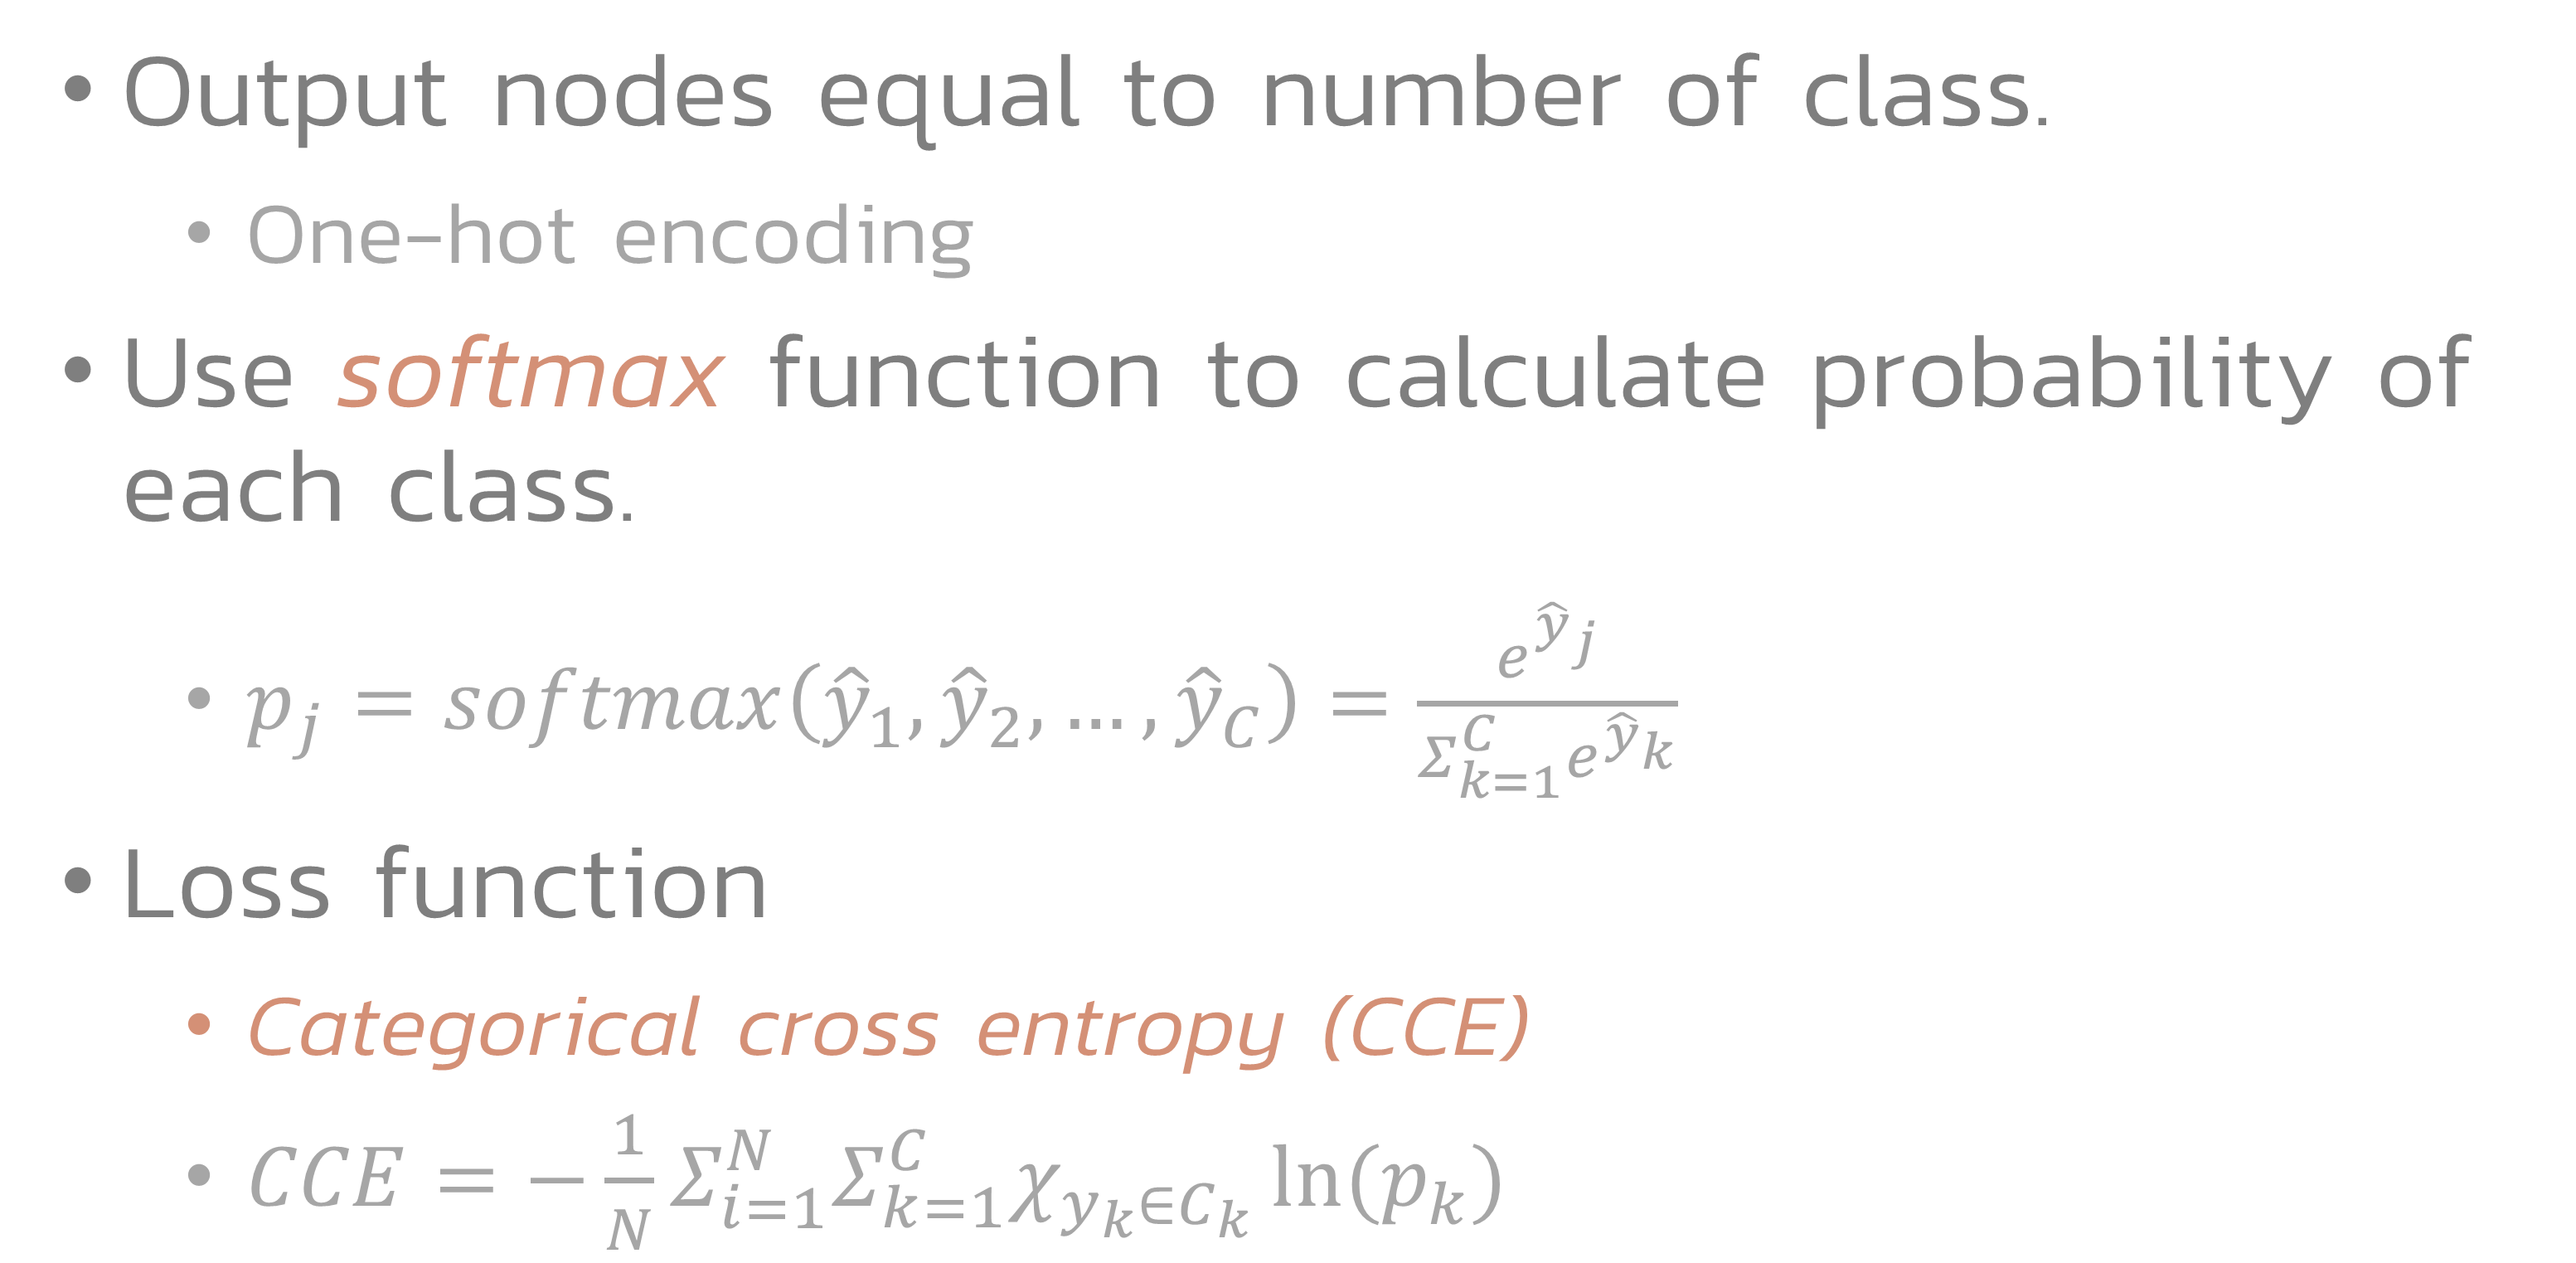 • Output nodes equal to number of class.
• One-hot encoding
• Use softmax function to calculate probability of
each class.
• p_j = softmax(ŷ_1, ŷ_2, … , ŷ_C) = e^{ŷ_j} / Σ_{k=1}^{C} e^{ŷ_k}
• Loss function
• Categorical cross entropy (CCE)
• CCE = −(1/N) Σ_{i=1}^{N} Σ_{k=1}^{C} χ_{y_k∈C_k} ln(p_k)